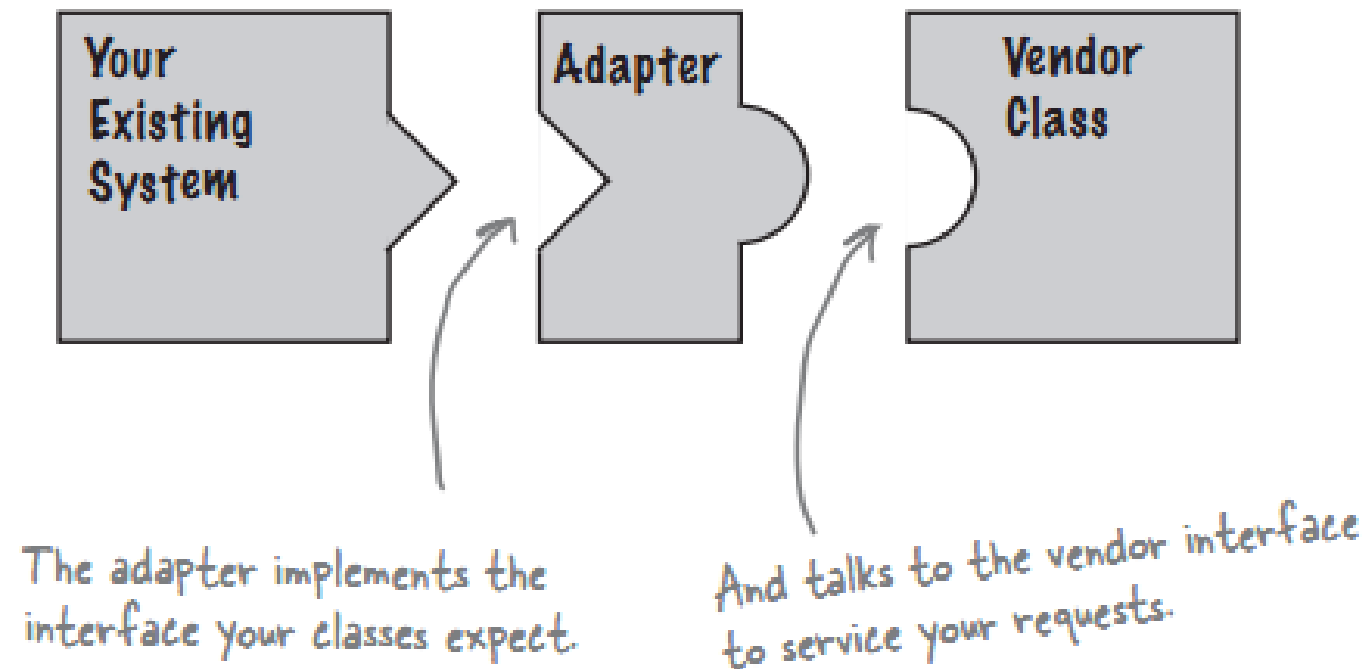 Your
Existing
System
Adapter
Vendor
Class
The adapter implements the
interface your classes expect.
And talks to the vendor interface
to service your requests.